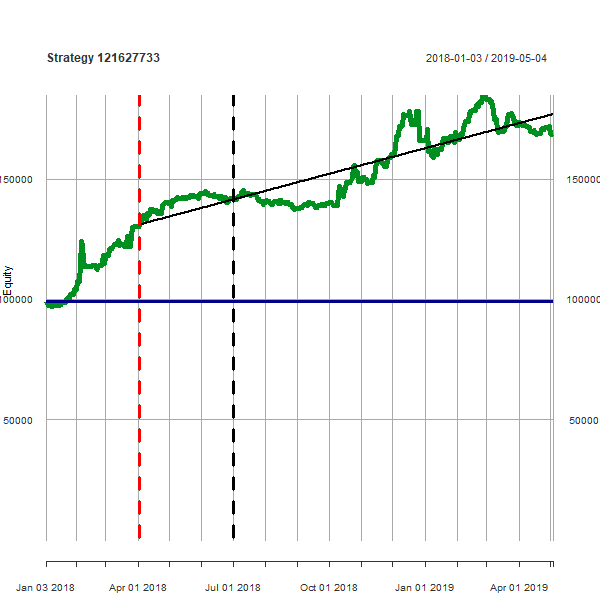 Strategy 121627733
2018-01-03 / 2019-05-04
150000
150000
Equity
100000
100000
50000
50000
Jan 03 2018
Apr 01 2018
Jul 01 2018
Oct 01 2018
Jan 01 2019
Apr 01 2019